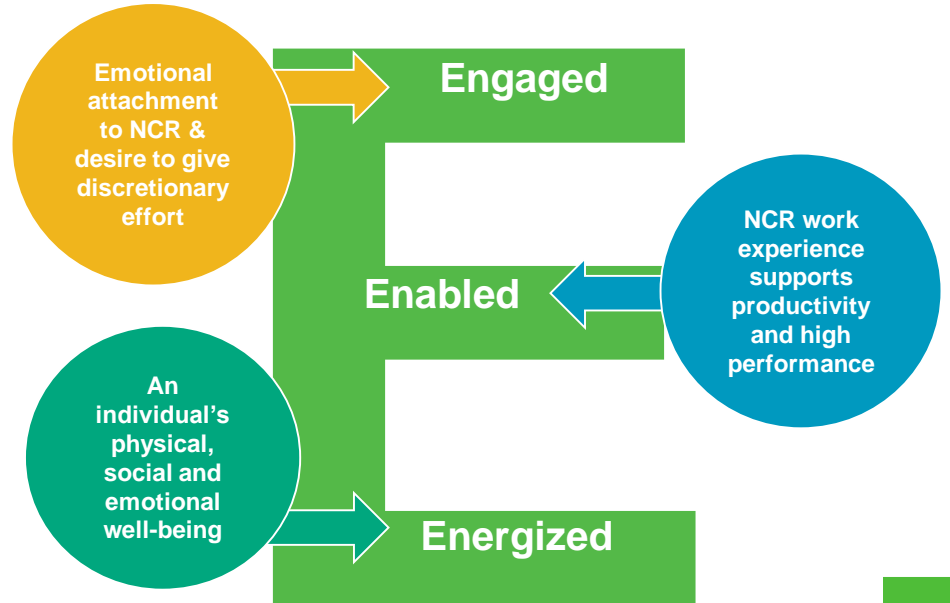 Emotional
attachment
to NCR &
desire to give
discretionary
effort
Engaged
NCR work
experience
supports
productivity
and high
performance
Enabled
An
individual’s
physical,
social and
emotional
well-being
Energized